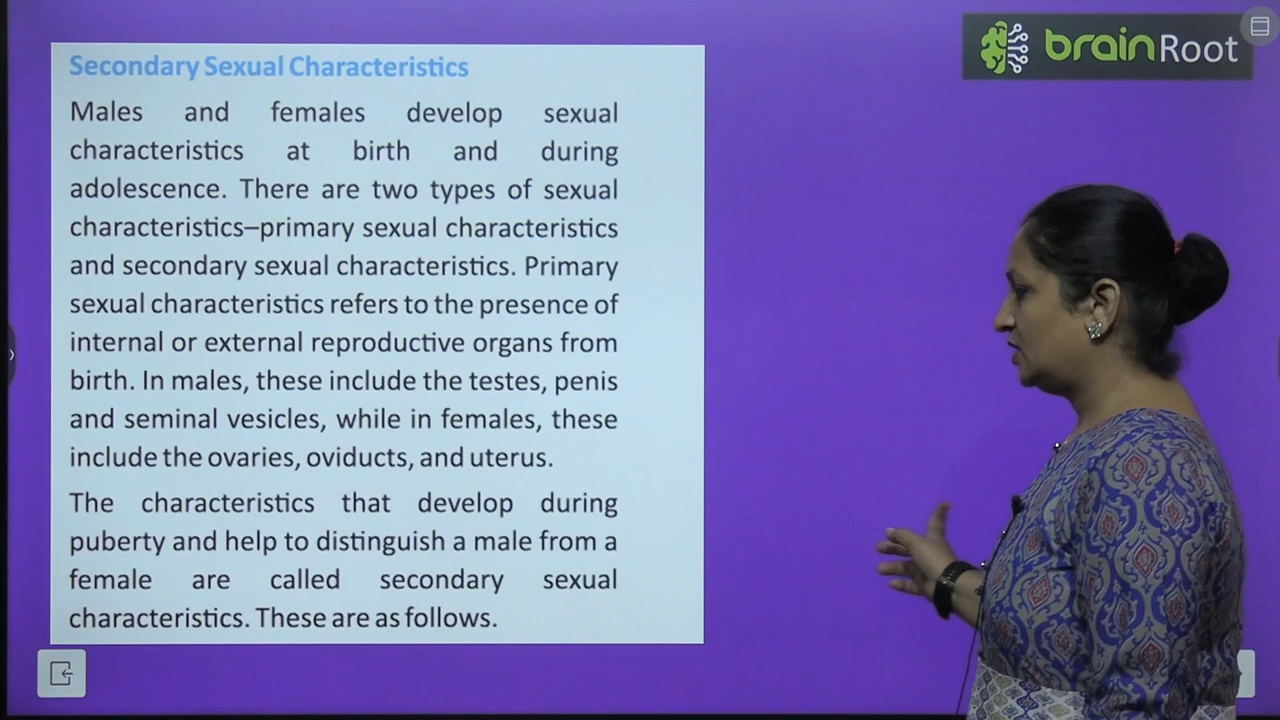 Secondary Sexual Characteristics
Males and females develop sexual
characteristics at birth and during
adolescence. There are two types of sexual
characteristics–primary sexual characteristics
and secondary sexual characteristics. Primary
sexual characteristics refers to the presence of
internal or external reproductive organs from
birth. In males, these include the testes, penis
and seminal vesicles, while in females, these
include the ovaries, oviducts, and uterus.
The characteristics that develop during
puberty and help to distinguish a male from a
female are called secondary sexual
characteristics. These are as follows.
brainRoot